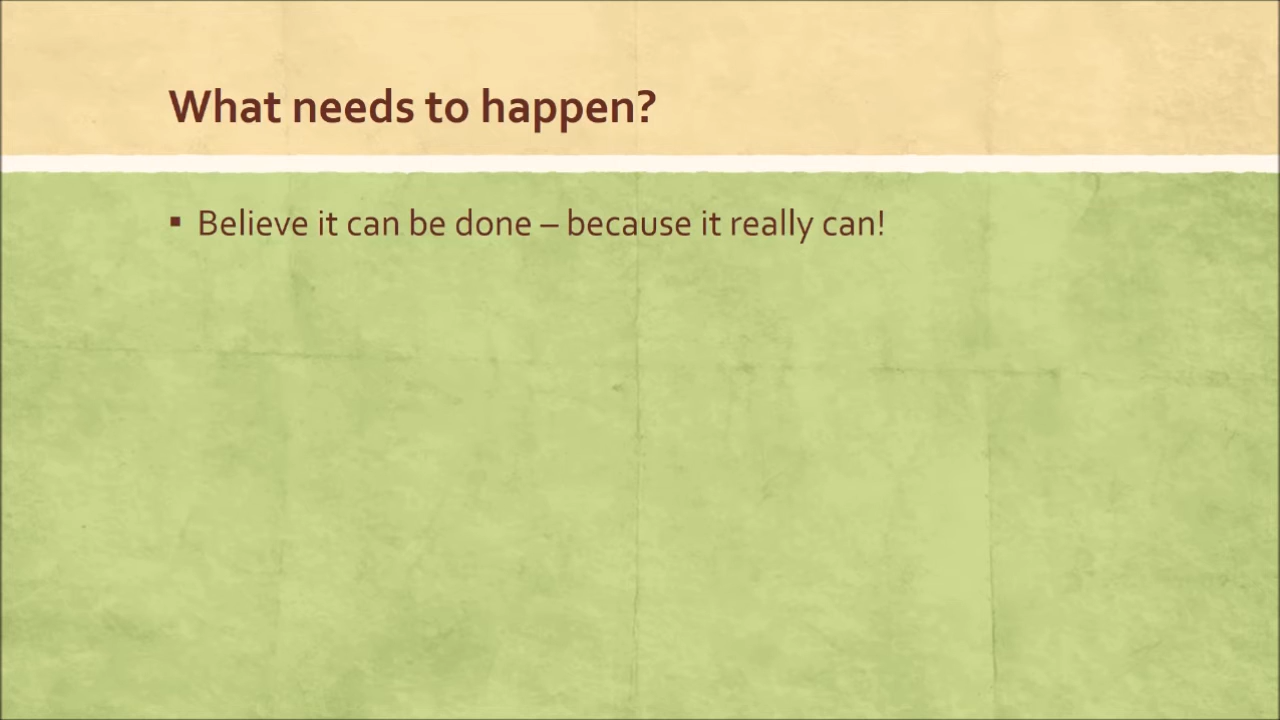 What needs to happen?
▪ Believe it can be done – because it really can!